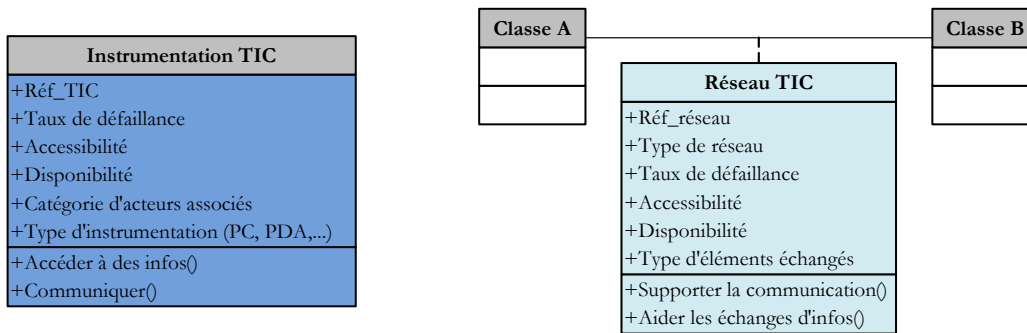 Instrumentation TIC
+Réf_TIC
+Taux de défaillance
+Accessibilité
+Disponibilité
+Catégorie d'acteurs associés
+Type d'instrumentation (PC, PDA,...)
+Accéder à des infos()
+Communiquer()
Classe A
Classe B
Réseau TIC
+Réf_réseau
+Type de réseau
+Taux de défaillance
+Accessibilité
+Disponibilité
+Type d'éléments échangés
+Supporter la communication()
+Aider les échanges d'infos()